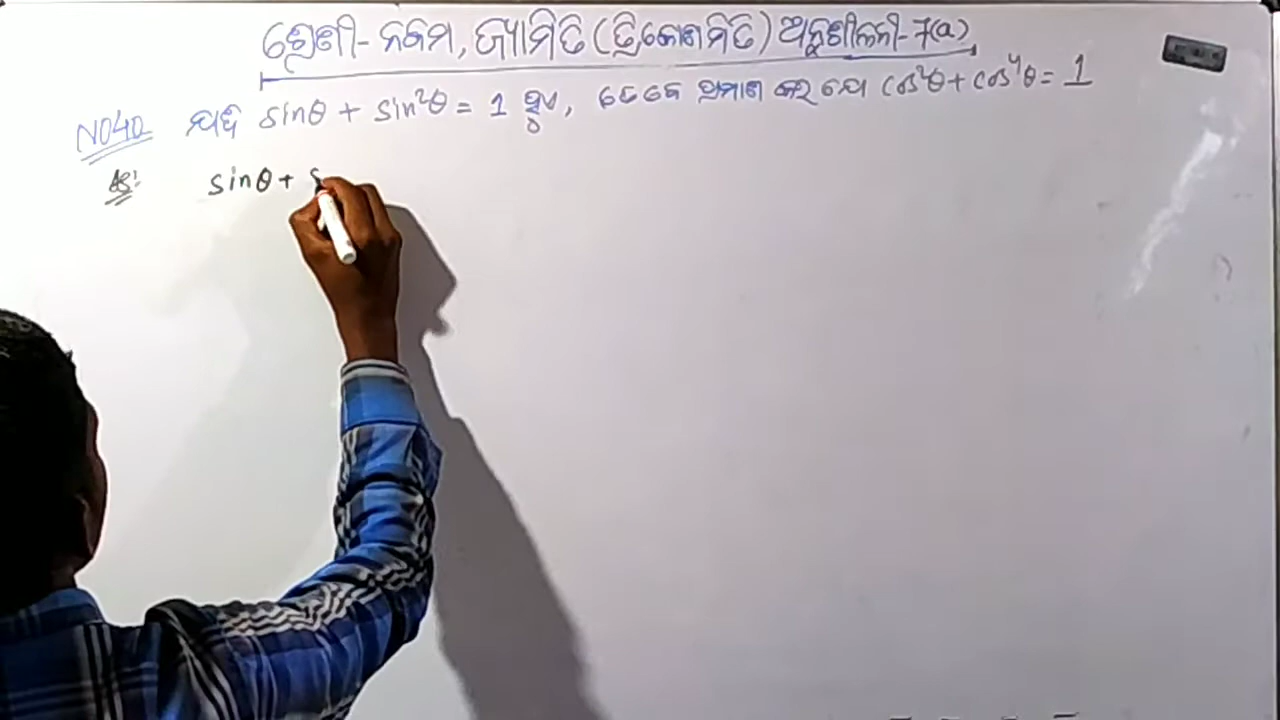 ଶ୍ରେଣୀ- ନବମ, ଜ୍ୟାମିତି (ତ୍ରିକୋଣମିତି) ଅନୁଶୀଳନୀ-7(a)
NO40 ଯଦି sinθ + sin²θ = 1 ହୁଏ, ତେବେ ପ୍ରମାଣ କର ଯେ cos²θ + cos⁴θ = 1
sinθ + s